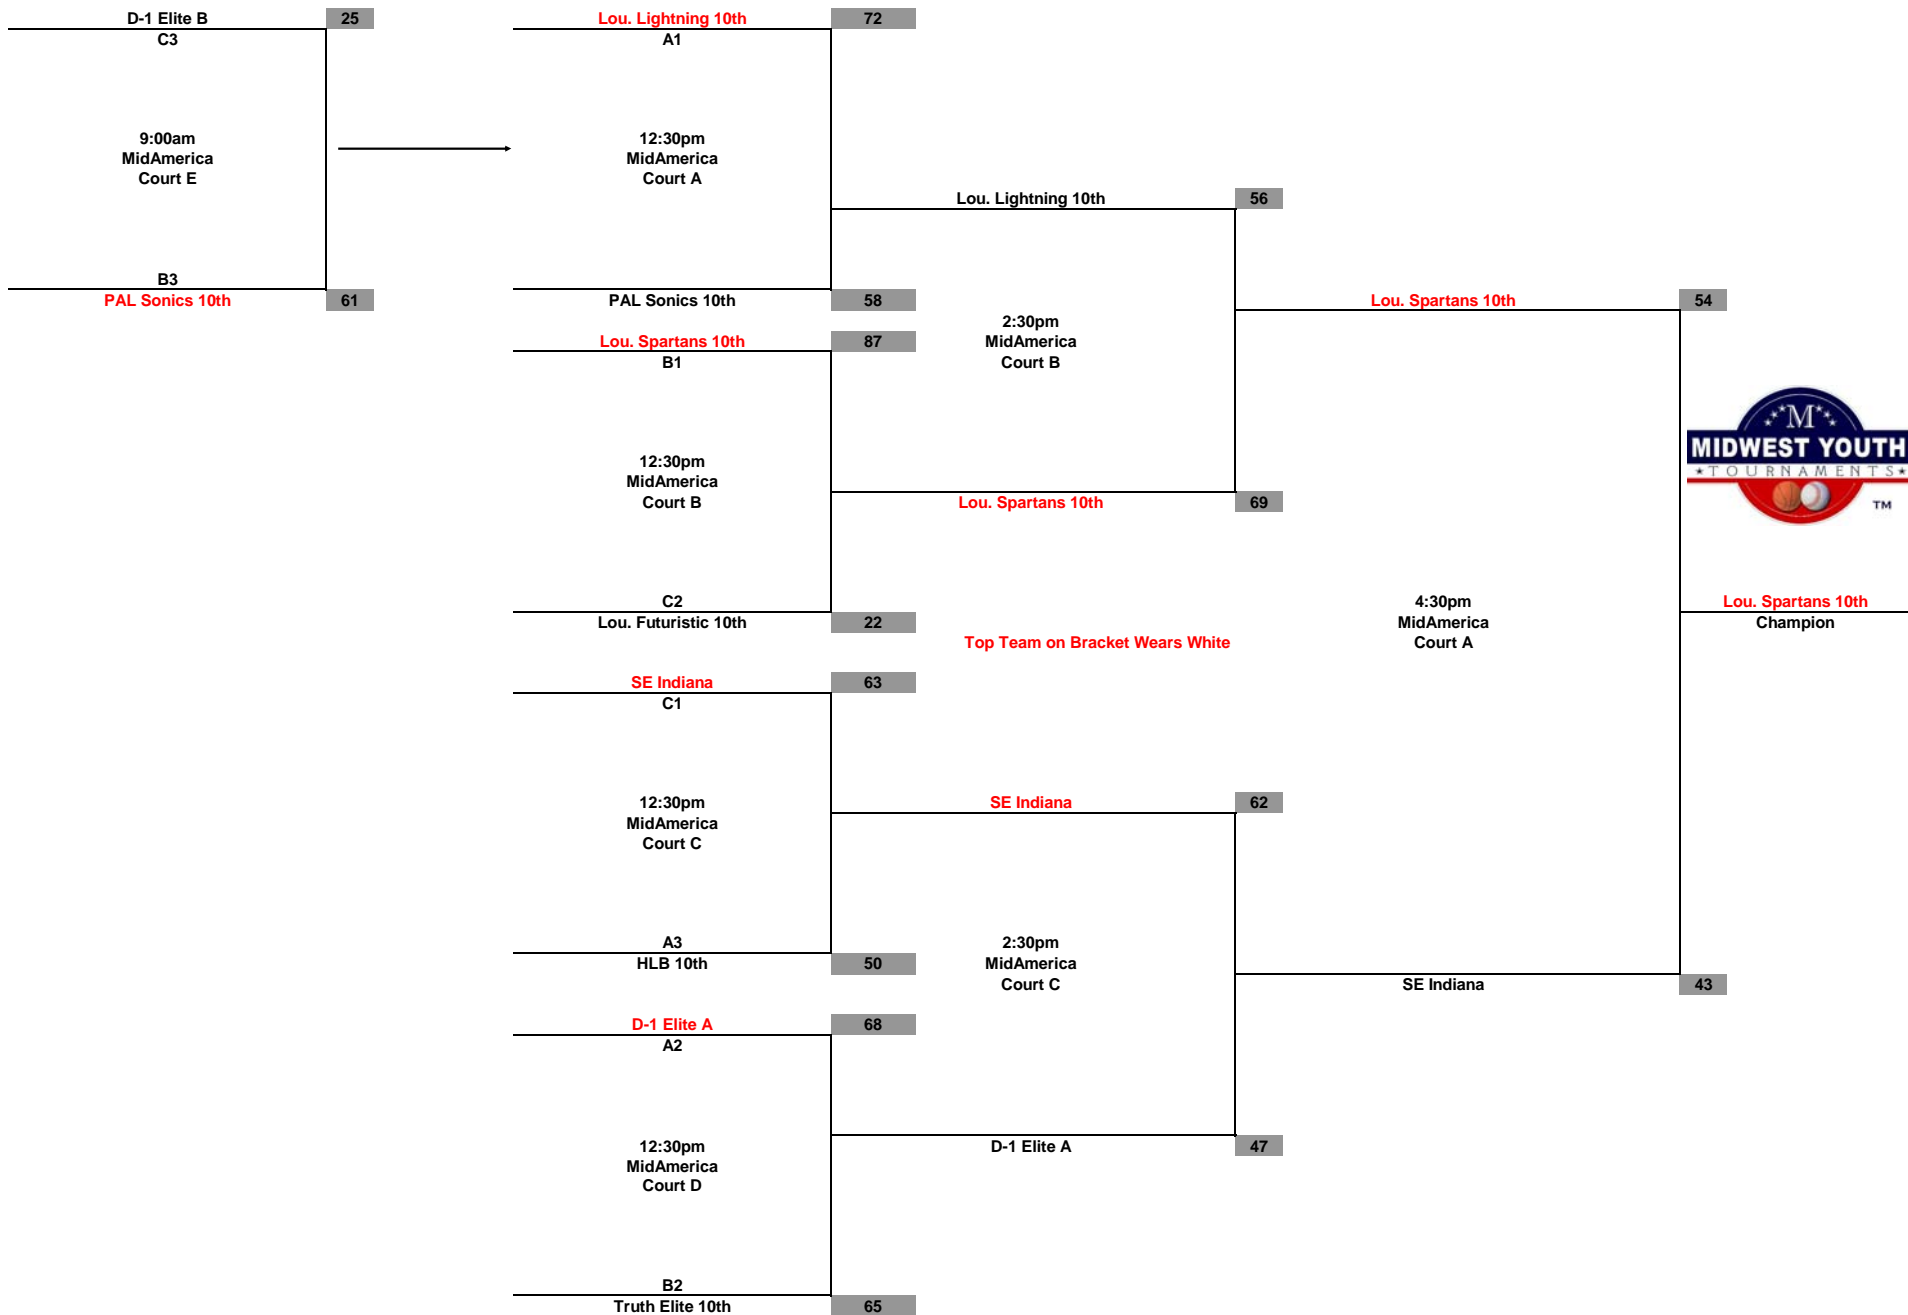 D-1 Elite B 25
C3
9:00am
MidAmerica
Court E
B3
PAL Sonics 10th 61
Lou. Lightning 10th 72
A1
12:30pm
MidAmerica
Court A
PAL Sonics 10th 58
Lou. Spartans 10th 87
B1
12:30pm
MidAmerica
Court B
C2
Lou. Futuristic 10th 22
SE Indiana 63
C1
12:30pm
MidAmerica
Court C
A3
HLB 10th 50
D-1 Elite A 68
A2
12:30pm
MidAmerica
Court D
B2
Truth Elite 10th 65
Lou. Lightning 10th 56
2:30pm
MidAmerica
Court B
Lou. Spartans 10th 69
Top Team on Bracket Wears White
SE Indiana 62
2:30pm
MidAmerica
Court C
D-1 Elite A 47
Lou. Spartans 10th 54
4:30pm
MidAmerica
Court A
SE Indiana 43
M
MIDWEST YOUTH
TOURNAMENTS
TM
Lou. Spartans 10th
Champion